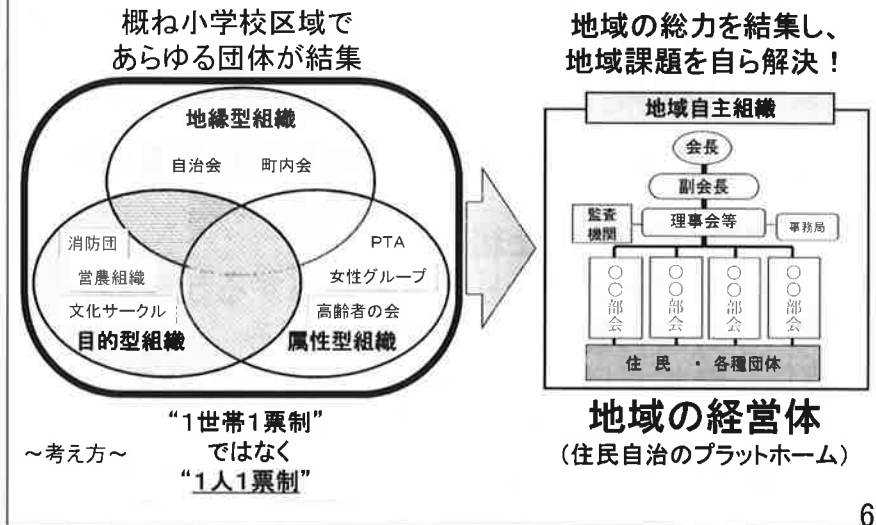 概ね小学校区域で
あらゆる団体が結集
地縁型組織
自治会 町内会
消防団
営農組織
文化サークル
目的型組織
PTA
女性グループ
高齢者の会
属性型組織
“1世帯1票制”
ではなく
“1人1票制”
～考え方～
地域の総力を結集し、
地域課題を自ら解決！
地域自主組織
会長
副会長
監査
機関
理事会等
事務局
〇〇部会
〇〇部会
〇〇部会
〇〇部会
住民・各種団体
地域の経営体
(住民自治のプラットホーム)
6